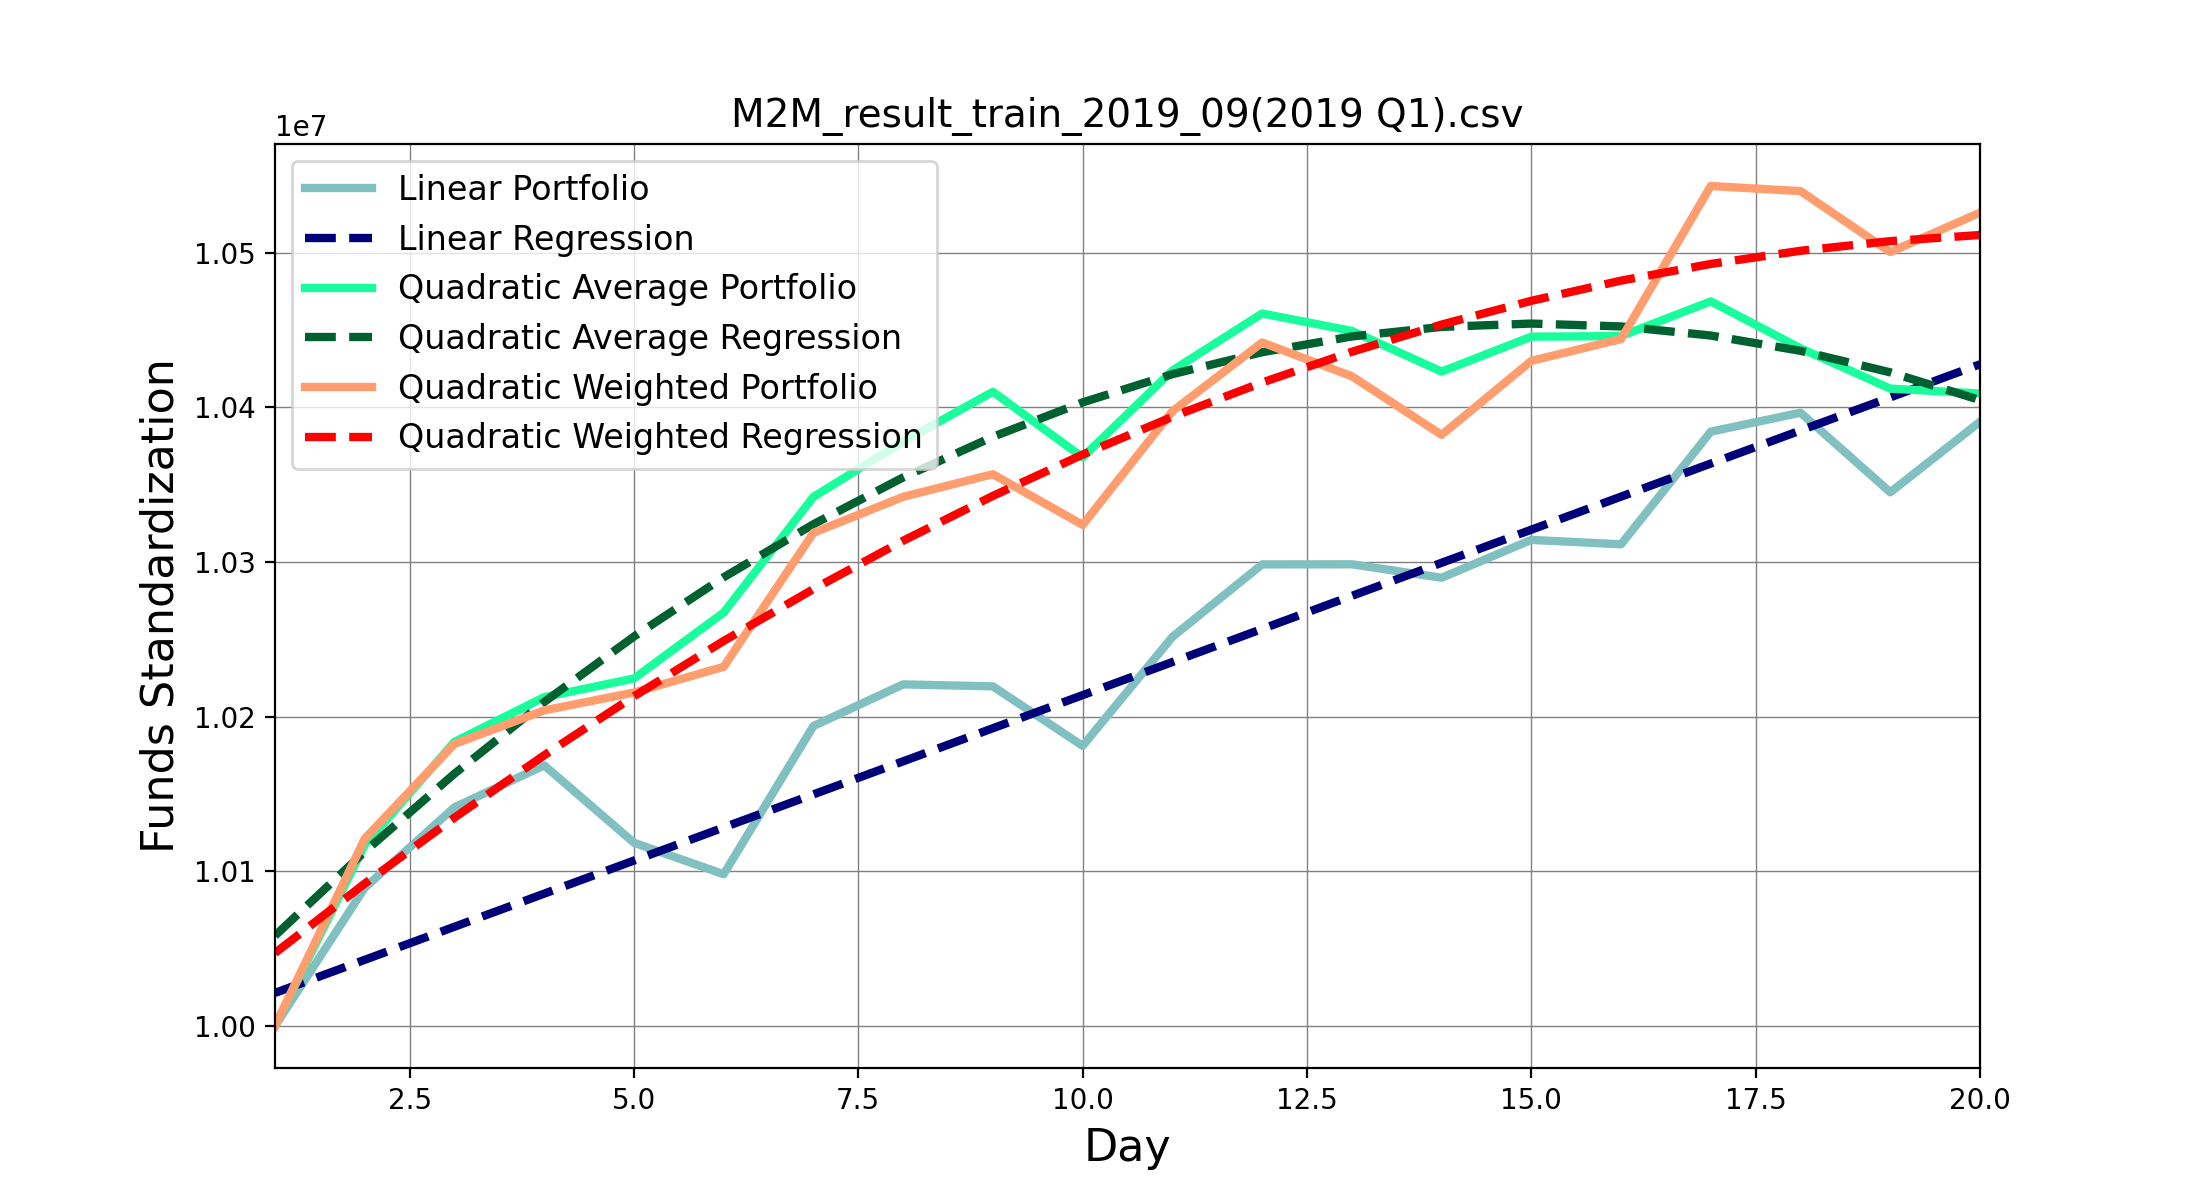 M2M_result_train_2019_09(2019 Q1).csv
1e7
Linear Portfolio
Linear Regression
Quadratic Average Portfolio
Quadratic Average Regression
Quadratic Weighted Portfolio
Quadratic Weighted Regression
Funds Standardization
1.05
1.04
1.03
1.02
1.01
1.00
2.5 5.0 7.5 10.0 12.5 15.0 17.5 20.0
Day